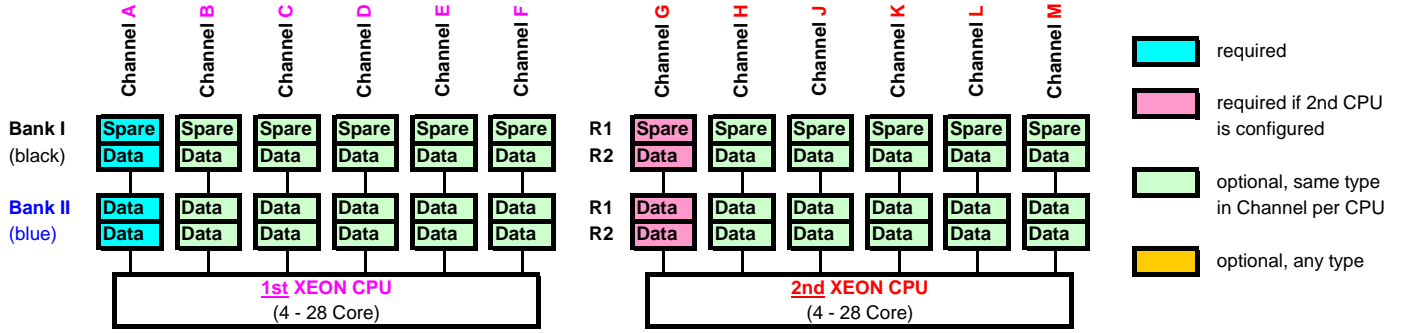 Channel A
Channel B
Channel C
Channel D
Channel E
Channel F
Channel G
Channel H
Channel J
Channel K
Channel L
Channel M
Bank I
(black)
Spare Spare Spare Spare Spare Spare
Data Data Data Data Data Data
Bank II
(blue)
Data Data Data Data Data Data
Data Data Data Data Data Data
1st XEON CPU
(4 - 28 Core)
R1 Spare Spare Spare Spare Spare Spare
R2 Data Data Data Data Data Data
R1 Data Data Data Data Data Data
R2 Data Data Data Data Data Data
2nd XEON CPU
(4 - 28 Core)
required
required if 2nd CPU
is configured
optional, same type
in Channel per CPU
optional, any type